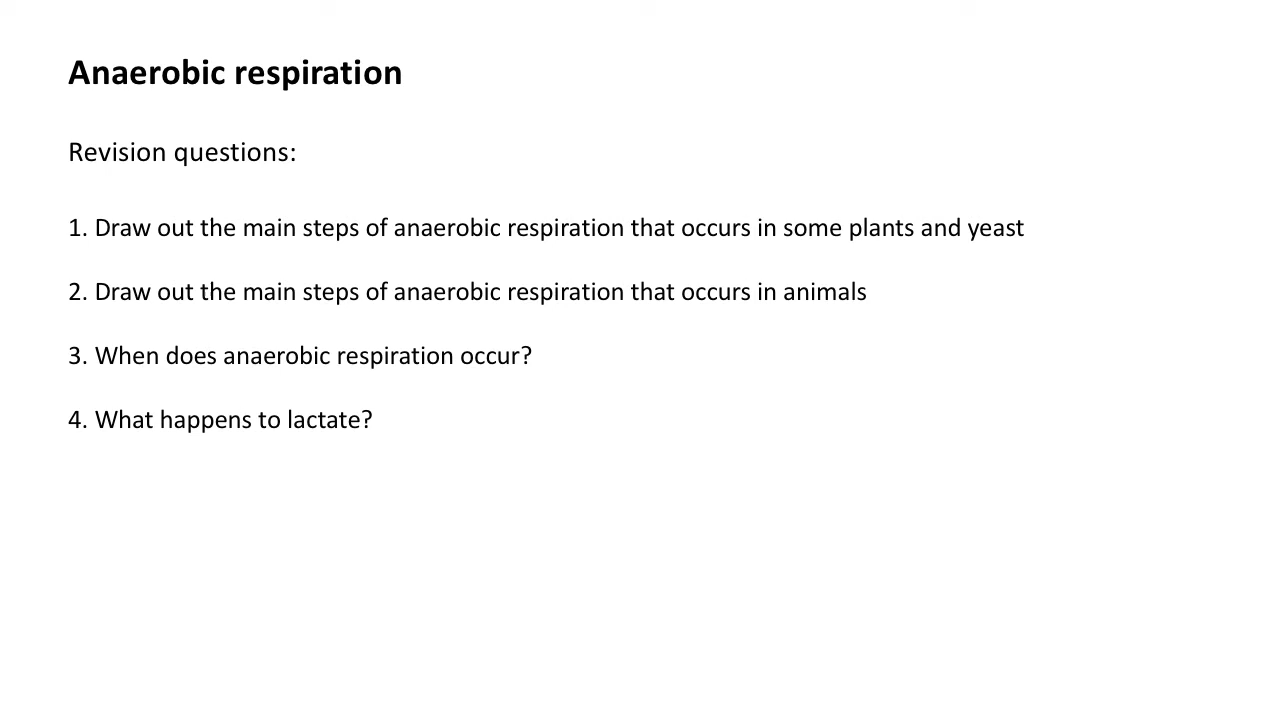 Anaerobic respiration
Revision questions:
1. Draw out the main steps of anaerobic respiration that occurs in some plants and yeast
2. Draw out the main steps of anaerobic respiration that occurs in animals
3. When does anaerobic respiration occur?
4. What happens to lactate?